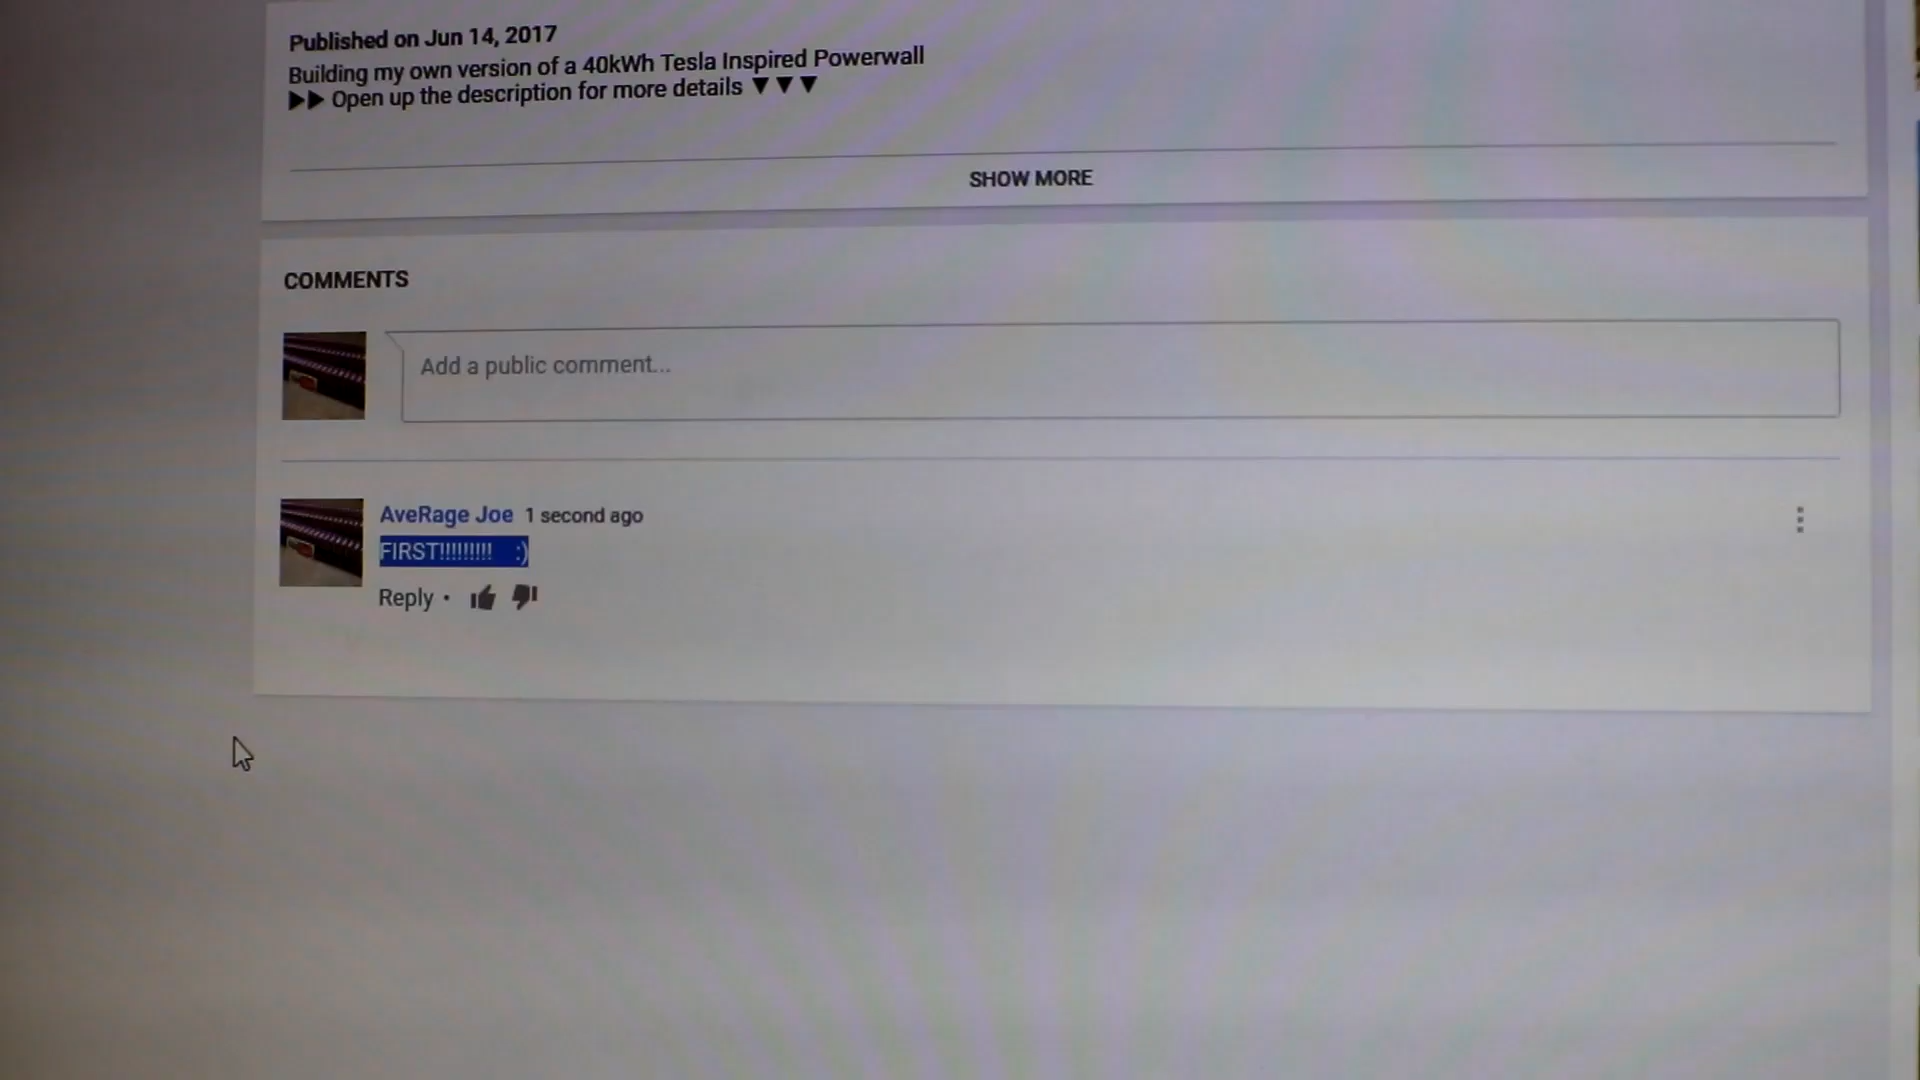 Published on Jun 14, 2017
Building my own version of a 40kWh Tesla Inspired Powerwall
▶▶ Open up the description for more details ▼▼▼
SHOW MORE
COMMENTS
Add a public comment...
AveRage Joe 1 second ago
FIRST!!!!!!!!! :)
Reply •